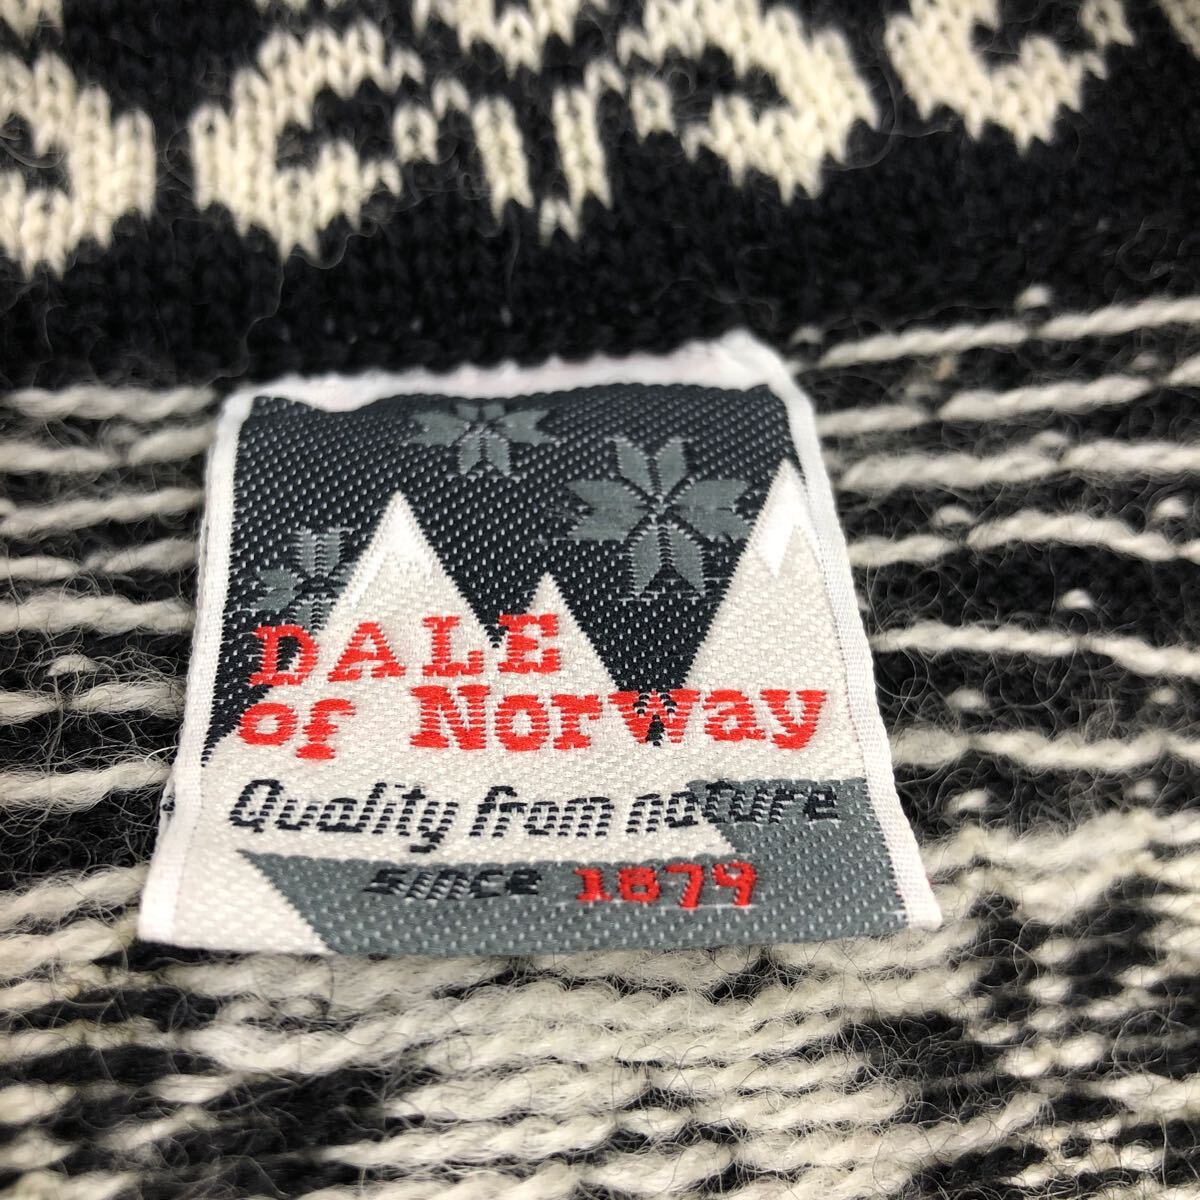 DALE
of Norway
Quality from nature
since 1879